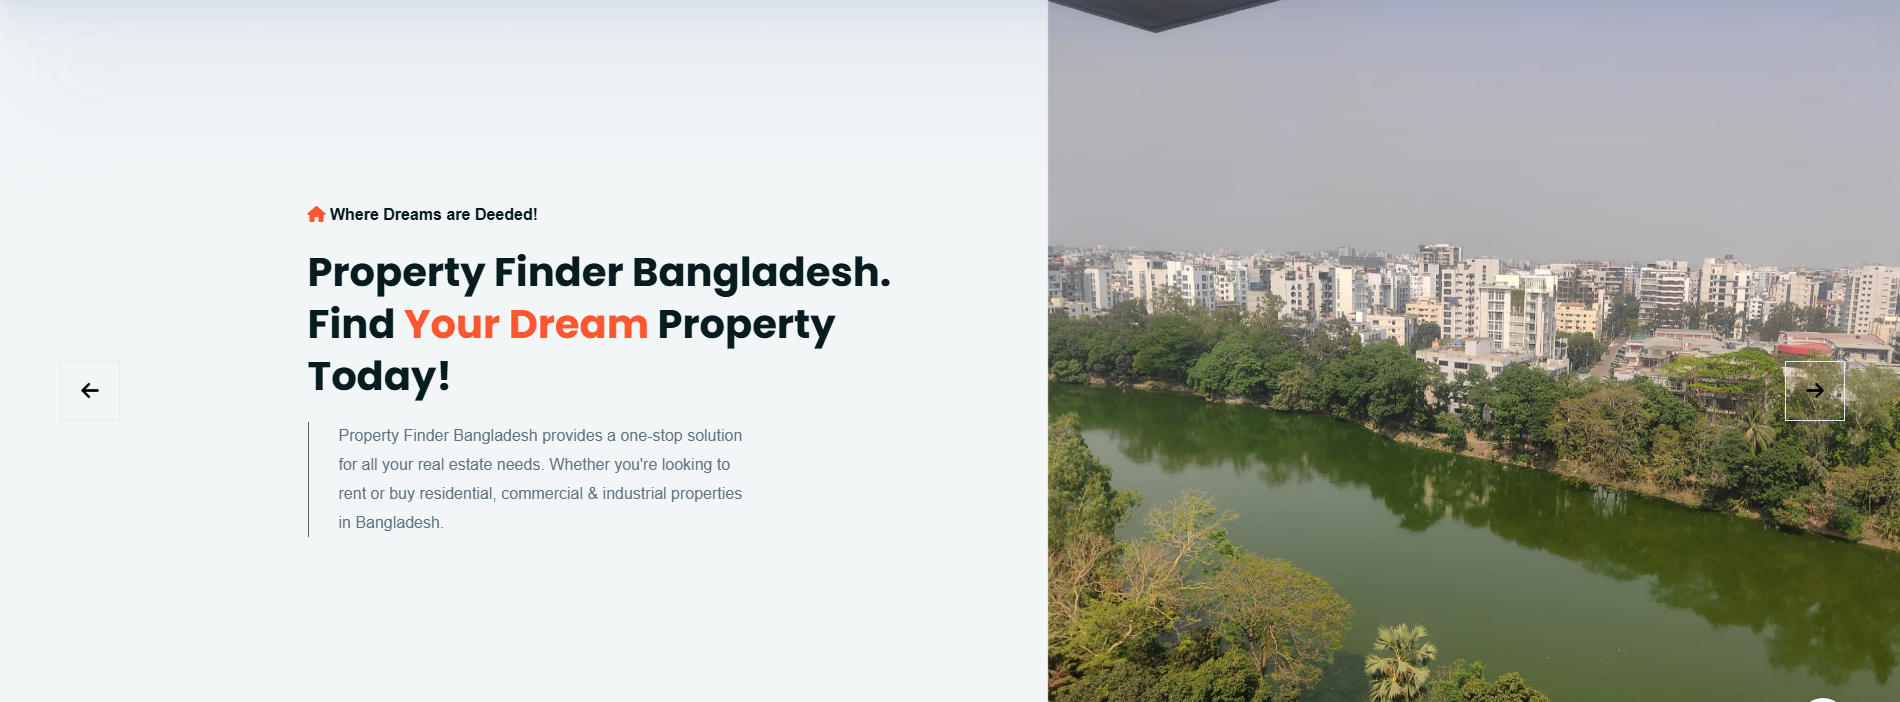 Where Dreams are Deeded!
Property Finder Bangladesh.
Find Your Dream Property
Today!
Property Finder Bangladesh provides a one-stop solution
for all your real estate needs. Whether you're looking to
rent or buy residential, commercial & industrial properties
in Bangladesh.